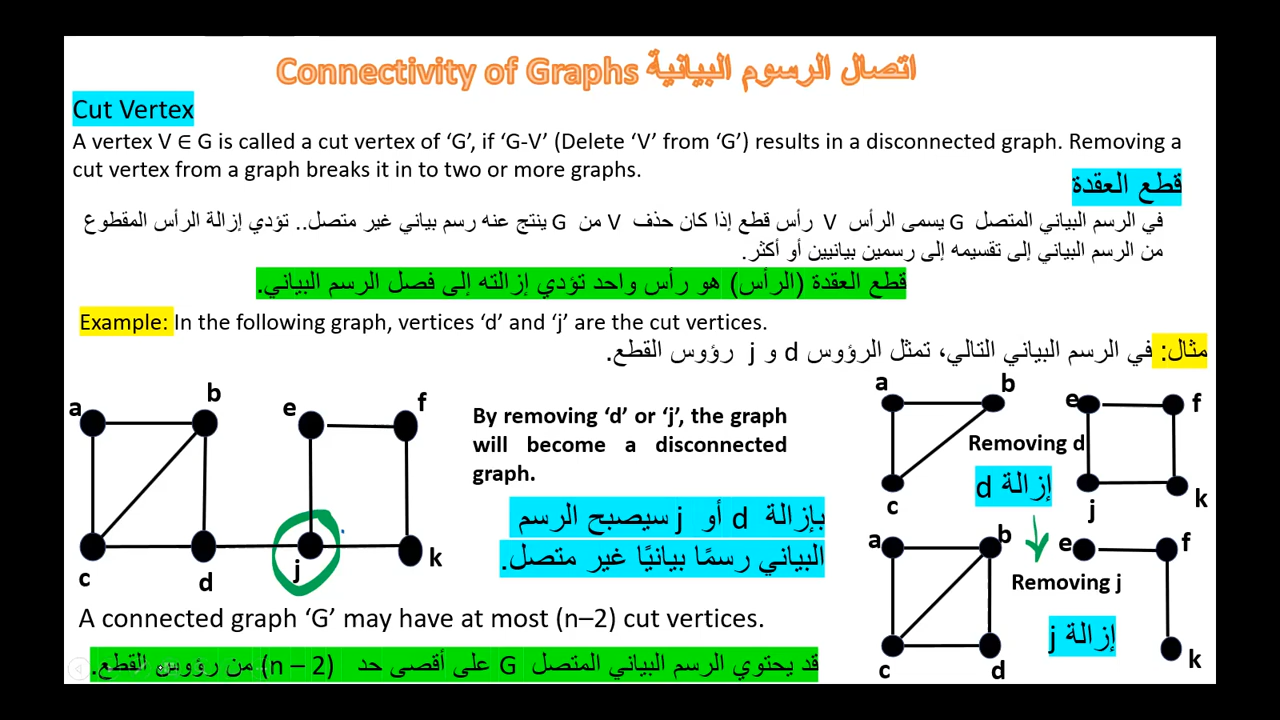 Connectivity of Graphs اتصال الرسوم البيانية
Cut Vertex
A vertex V ∈ G is called a cut vertex of ‘G’, if ‘G-V’ (Delete ‘V’ from ‘G’) results in a disconnected graph. Removing a
cut vertex from a graph breaks it in to two or more graphs.
قطع العقدة
في الرسم البياني المتصل G يسمى الرأس V رأس قطع إذا كان حذف V من G ينتج عنه رسم بياني غير متصل.. تؤدي إزالة الرأس المقطوع
من الرسم البياني إلى تقسيمه إلى رسمين بيانيين أو أكثر.
قطع العقدة (الرأس) هو رأس واحد تؤدي إزالته إلى فصل الرسم البياني.
Example: In the following graph, vertices ‘d’ and ‘j’ are the cut vertices.
مثال: في الرسم البياني التالي، تمثل الرؤوس d و j رؤوس القطع.
a
b
e
f
c
d
j
k
By removing ‘d’ or ‘j’, the graph
will become a disconnected
graph.
بإزالة d أو j سيصبح الرسم
البياني رسمًا بيانيًا غير متصل.
a
b
e
f
Removing d
إزالة d
c
j
k
a
b
e
f
Removing j
إزالة j
c
d
k
A connected graph ‘G’ may have at most (n–2) cut vertices.
قد يحتوي الرسم البياني المتصل G على أقصى حد (n – 2) من رؤوس القطع.